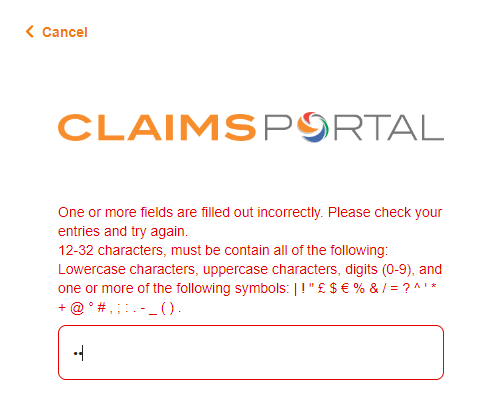 Cancel
CLAIMS PORTAL
One or more fields are filled out incorrectly. Please check your
entries and try again.
12-32 characters, must be contain all of the following:
Lowercase characters, uppercase characters, digits (0-9), and
one or more of the following symbols: | ! " £ $ € % & / = ? ^ ' *
+ @ ° # , ; : . - _ ( ) .
••